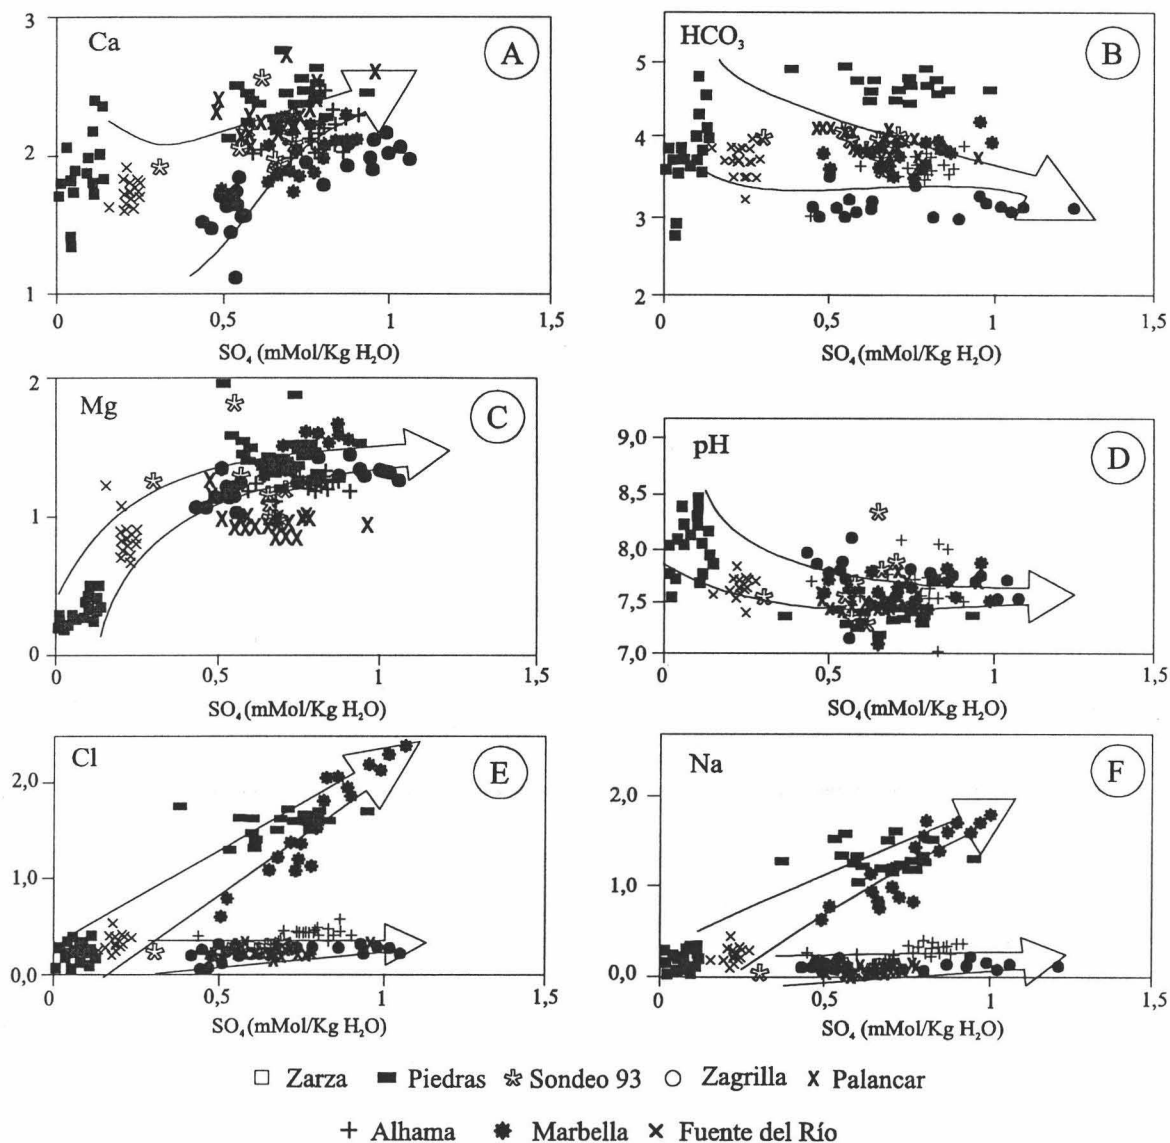 3
Ca
A
2
1
0
0,5
1
1,5
SO₄ (mMol/Kg H₂O)
HCO₃
B
5
4
3
2
0
0,5
1
1,5
SO₄ (mMol/Kg H₂O)
2
Mg
C
1
0
0
0,5
1
1,5
SO₄ (mMol/Kg H₂O)
9,0
pH
D
8,5
8,0
7,5
7,0
0
0,5
1
1,5
SO₄ (mMol/Kg H₂O)
Cl
E
2,0
1,0
0,0
0
0,5
1
1,5
SO₄ (mMol/Kg H₂O)
Na
F
2,0
1,0
0,0
0
0,5
1
1,5
SO₄ (mMol/Kg H₂O)
Zarza Piedras Sondeo 93 Zagrilla Palancar
Alhama Marbella Fuente del Río